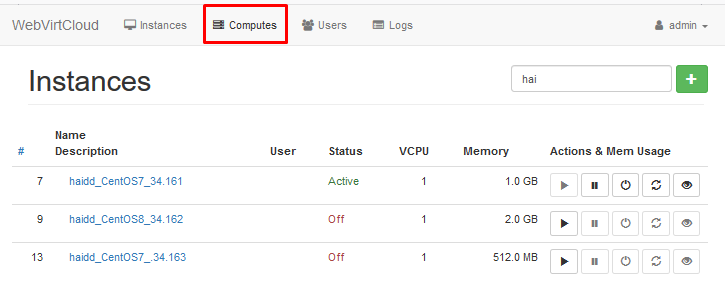 WebVirtCloud Instances Computes Users Logs admin
Instances hai
Name
# Description User Status VCPU Memory Actions & Mem Usage
7 haidd_CentOS7_34.161 Active 1 1.0 GB
9 haidd_CentOS8_34.162 Off 1 2.0 GB
13 haidd_CentOS7_.34.163 Off 1 512.0 MB